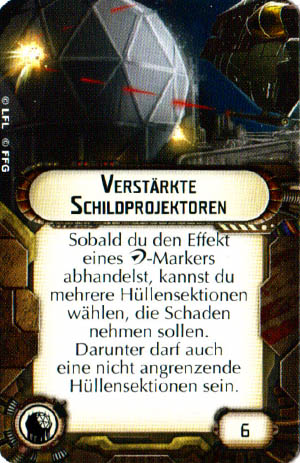 © LFL © FFG
VERSTÄRKTE
SCHILDPROJEKTOREN
Sobald du den Effekt
eines -Markers
abhandelst, kannst du
mehrere Hüllensektionen
wählen, die Schaden
nehmen sollen.
Darunter darf auch
eine nicht angrenzende
Hüllensektionen sein.
6